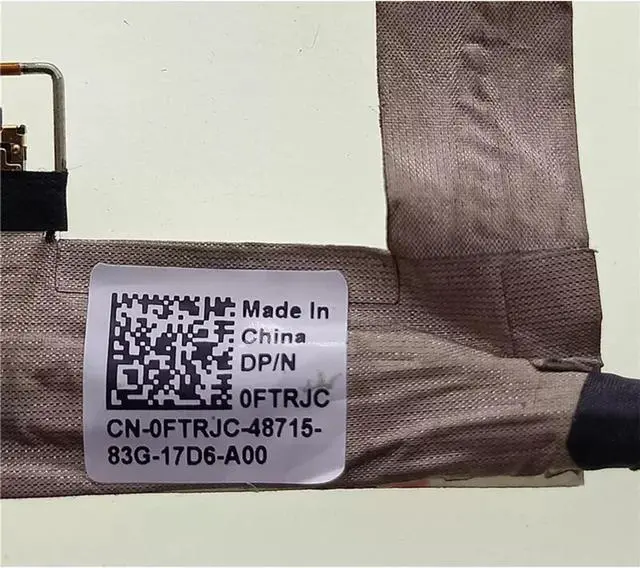 Made In
China
DP/N
0FTRJC
CN-0FTRJC-48715-
83G-17D6-A00